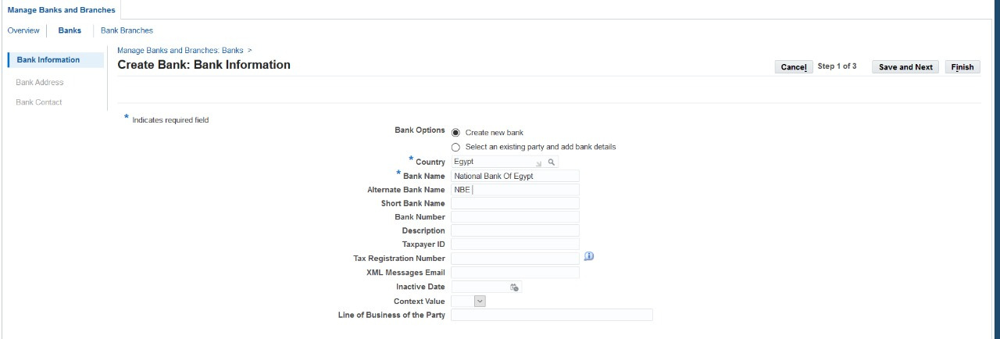 Manage Banks and Branches
Overview Banks Bank Branches
Bank Information
Bank Address
Bank Contact
Manage Banks and Branches: Banks >
Create Bank: Bank Information
Cancel Step 1 of 3 Save and Next Finish
* Indicates required field
Bank Options Create new bank
Select an existing party and add bank details
* Country Egypt
* Bank Name National Bank Of Egypt
Alternate Bank Name NBE
Short Bank Name
Bank Number
Description
Taxpayer ID
Tax Registration Number
XML Messages Email
Inactive Date
Context Value
Line of Business of the Party